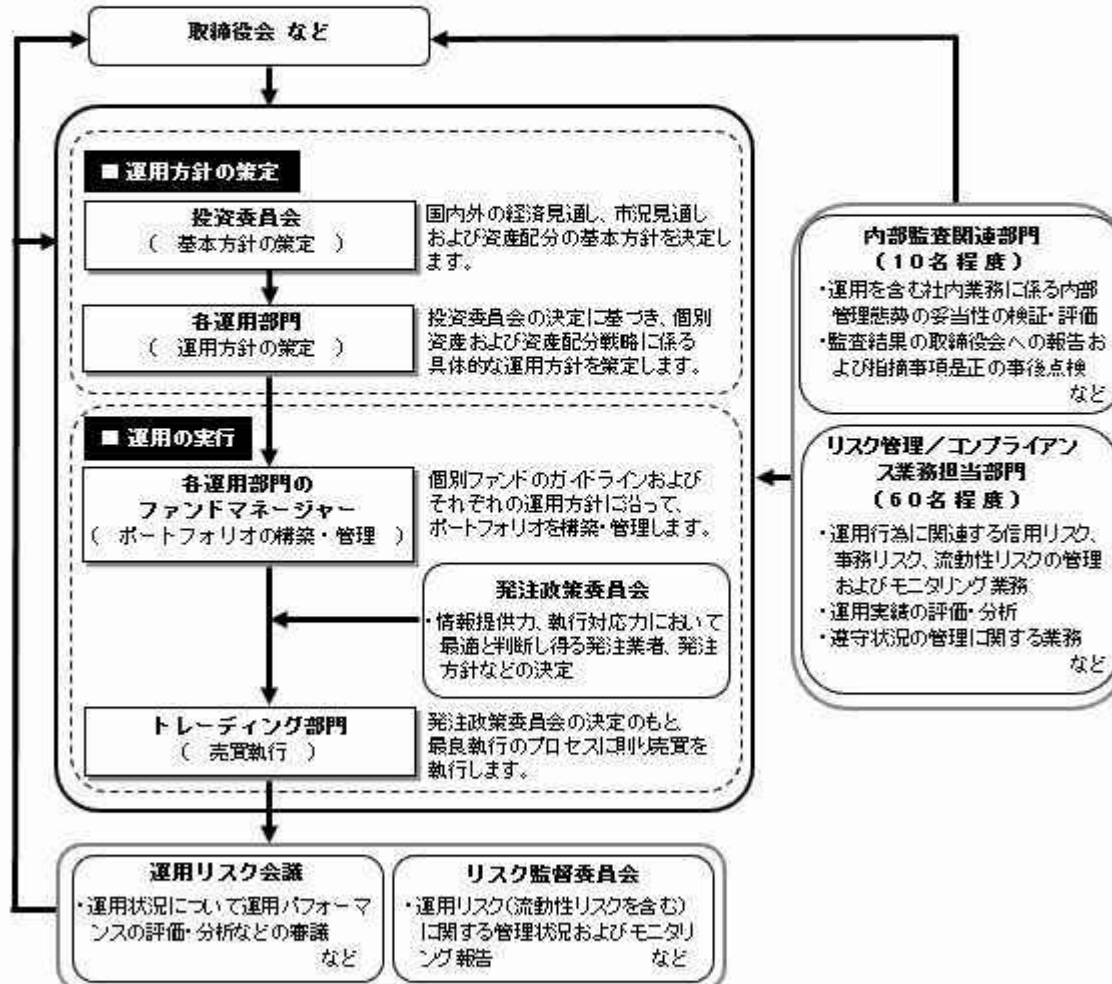 取締役会 など
■ 運用方針の策定
投資委員会
( 基本方針の策定 )
国内外の経済見通し、市況見通し
および資産配分の基本方針を決定し
ます。
各運用部門
( 運用方針の策定 )
投資委員会の決定に基づき、個別
資産および資産配分戦略に係る
具体的な運用方針を策定します。
■ 運用の実行
各運用部門の
ファンドマネージャー
( ポートフォリオの構築・管理 )
個別ファンドのガイドラインおよび
それぞれの運用方針に沿って、
ポートフォリオを構築・管理します。
発注政策委員会
・情報提供力、執行対応力において
最適と判断し得る発注業者、発注
方針などの決定
トレーディング部門
( 売買執行 )
発注政策委員会の決定のもと、
最良執行のプロセスに則り売買を
執行します。
内部監査関連部門
(10名程度)
・運用を含む社内業務に係る内部
管理態勢の妥当性の検証・評価
・監査結果の取締役会への報告お
よび指摘事項是正の事後点検
など
リスク管理/コンプライアン
ス業務担当部門
(60名程度)
・運用行為に関連する信用リスク、
事務リスク、流動性リスクの管理
およびモニタリング業務
・運用実績の評価・分析
・遵守状況の管理に関する業務
など
運用リスク会議
・運用状況について運用パフォーマ
ンスの評価・分析などの審議
など
リスク監督委員会
・運用リスク(流動性リスクを含む)
に関する管理状況およびモニタリ
ング報告 など